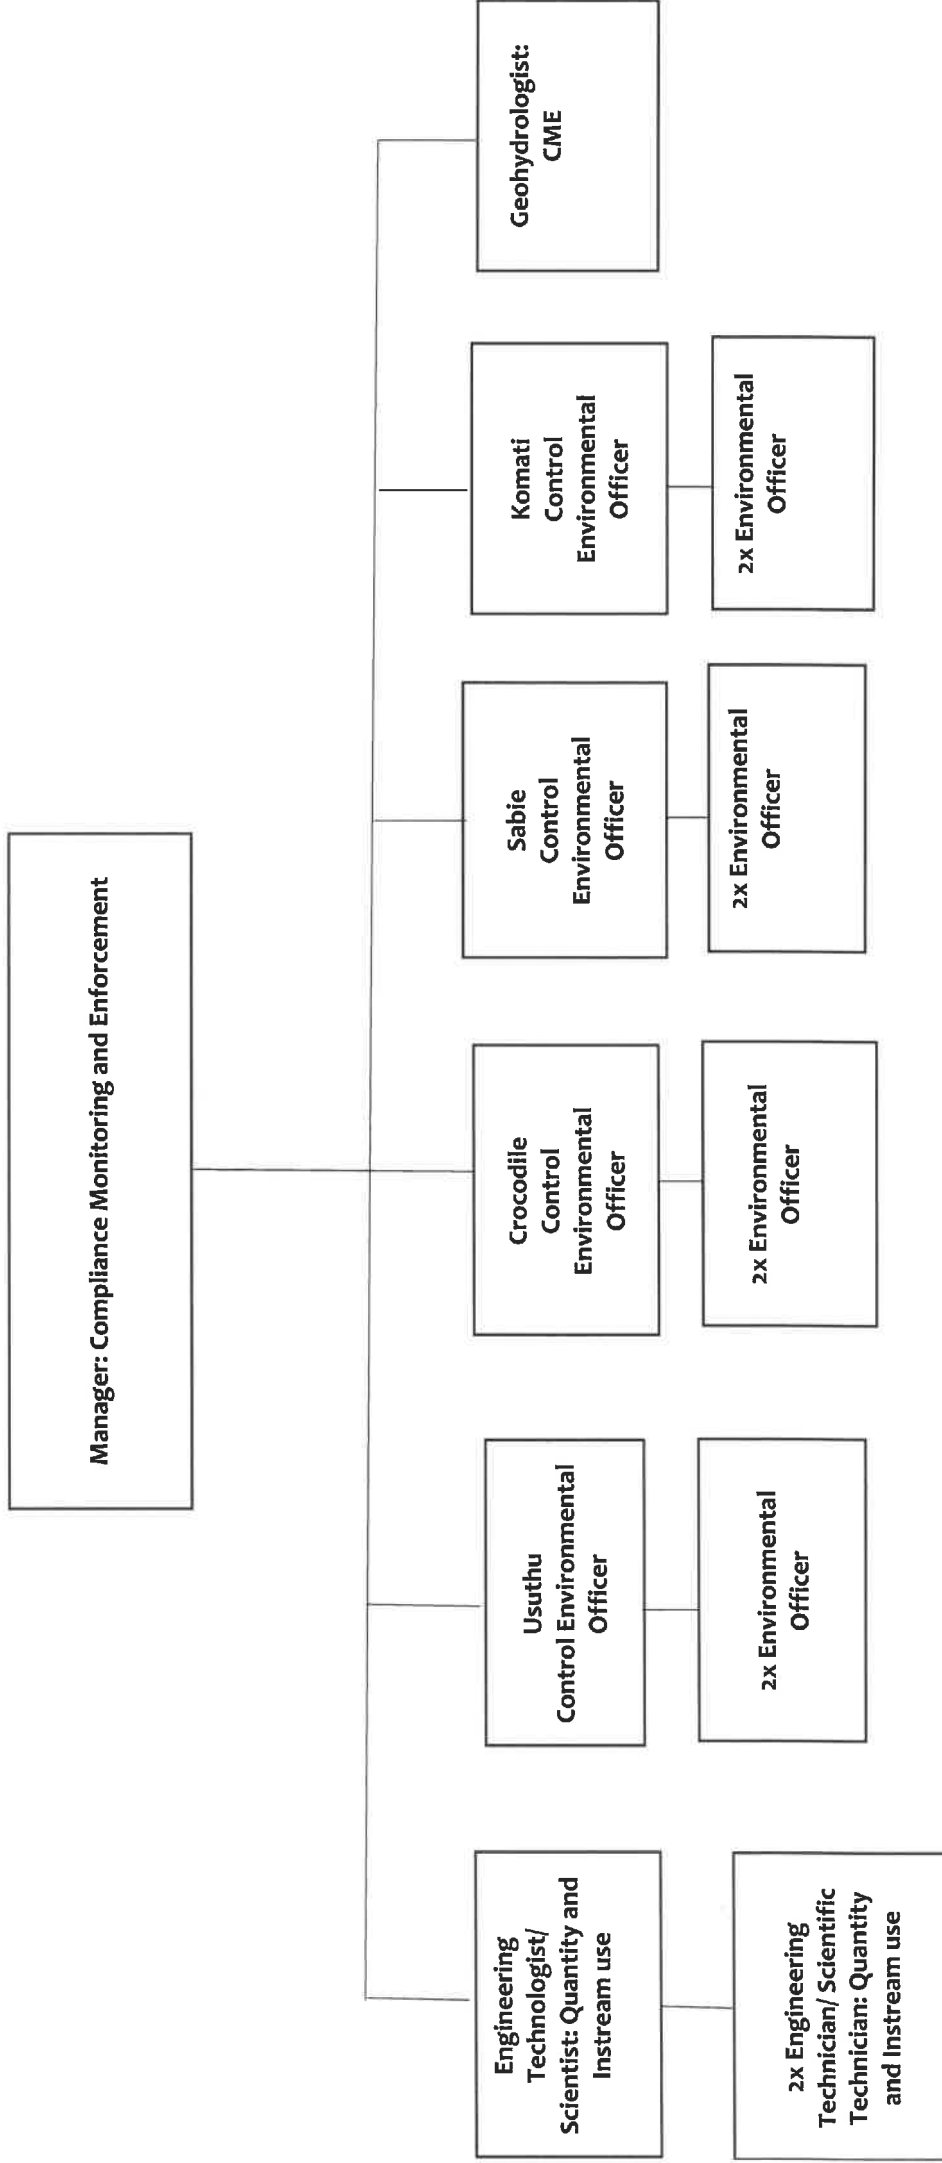 Manager: Compliance Monitoring and Enforcement
Engineering
Technologist/
Scientist: Quantity and
Instream use
Usuthu
Control Environmental
Officer
Crocodile
Control
Environmental
Officer
Sabie
Control
Environmental
Officer
Komati
Control
Environmental
Officer
Geohydrologist:
CME
2x Engineering
Technician/ Scientific
Technician: Quantity
and Instream use
2x Environmental
Officer
2x Environmental
Officer
2x Environmental
Officer
2x Environmental
Officer